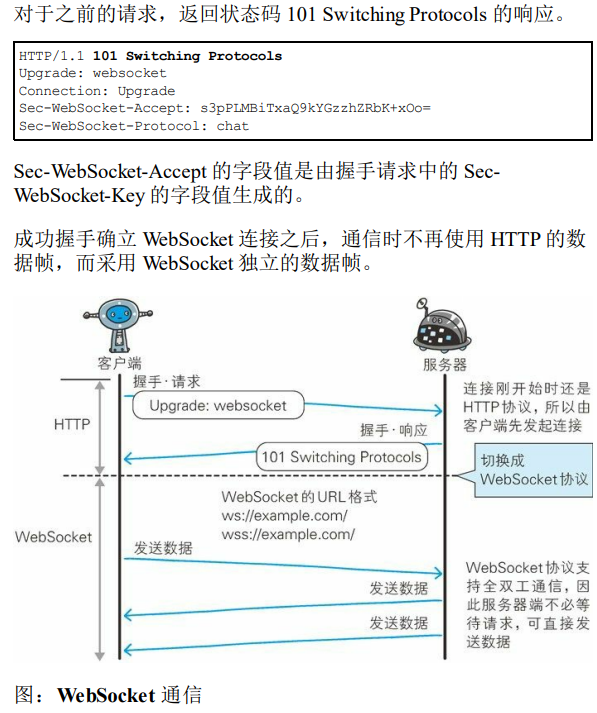 对于之前的请求，返回状态码 101 Switching Protocols 的响应。
HTTP/1.1 101 Switching Protocols
Upgrade: websocket
Connection: Upgrade
Sec-WebSocket-Accept: s3pPLMBiTxaQ9kYGzzhZRbK+xOo=
Sec-WebSocket-Protocol: chat
Sec-WebSocket-Accept 的字段值是由握手请求中的 Sec-
WebSocket-Key 的字段值生成的。
成功握手确立 WebSocket 连接之后，通信时不再使用 HTTP 的数
据帧，而采用 WebSocket 独立的数据帧。
客户端
服务器
握手·请求
Upgrade: websocket
连接刚开始时还是
HTTP协议，所以由
客户端先发起连接
HTTP
握手·响应
101 Switching Protocols
切换成
WebSocket协议
WebSocket的URL格式
ws://example.com/
wss://example.com/
WebSocket
发送数据
WebSocket协议支
持全双工通信，因
此服务器端不必等
待请求，可直接发
送数据
发送数据
发送数据
图：WebSocket 通信